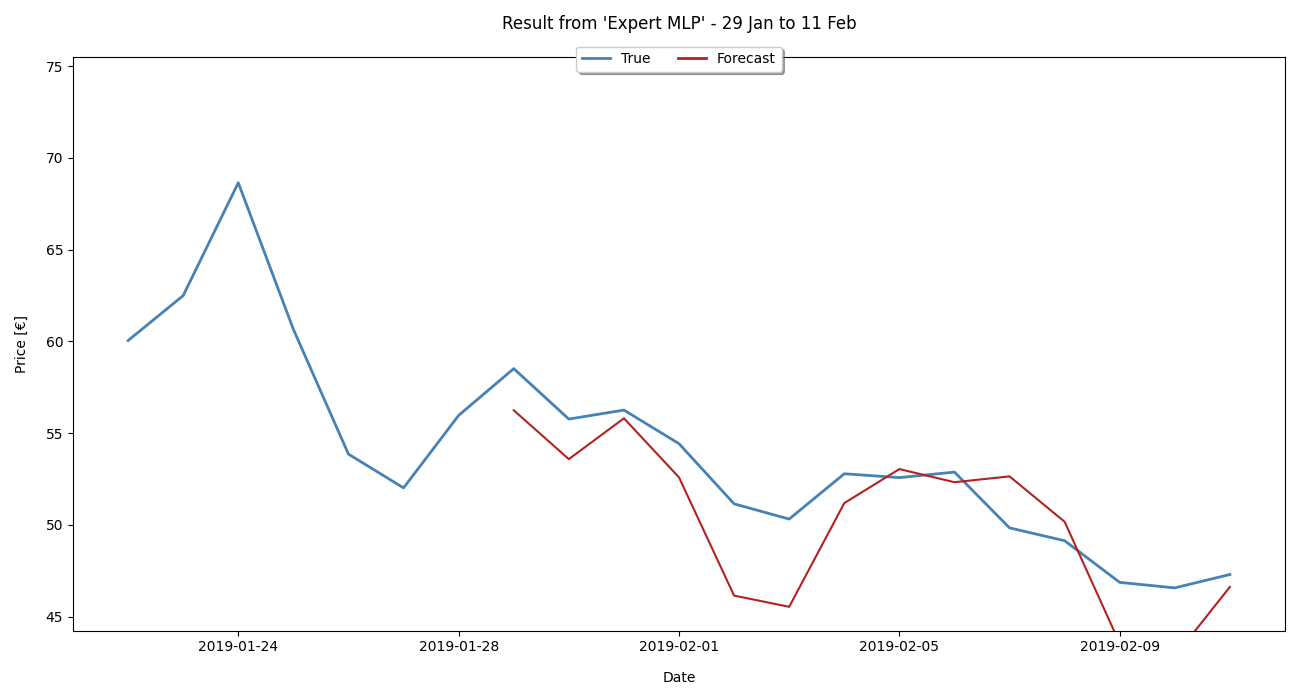 Result from 'Expert MLP' - 29 Jan to 11 Feb
True Forecast
75
70
65
60
55
50
45
Price [€]
2019-01-24 2019-01-28 2019-02-01 2019-02-05 2019-02-09
Date